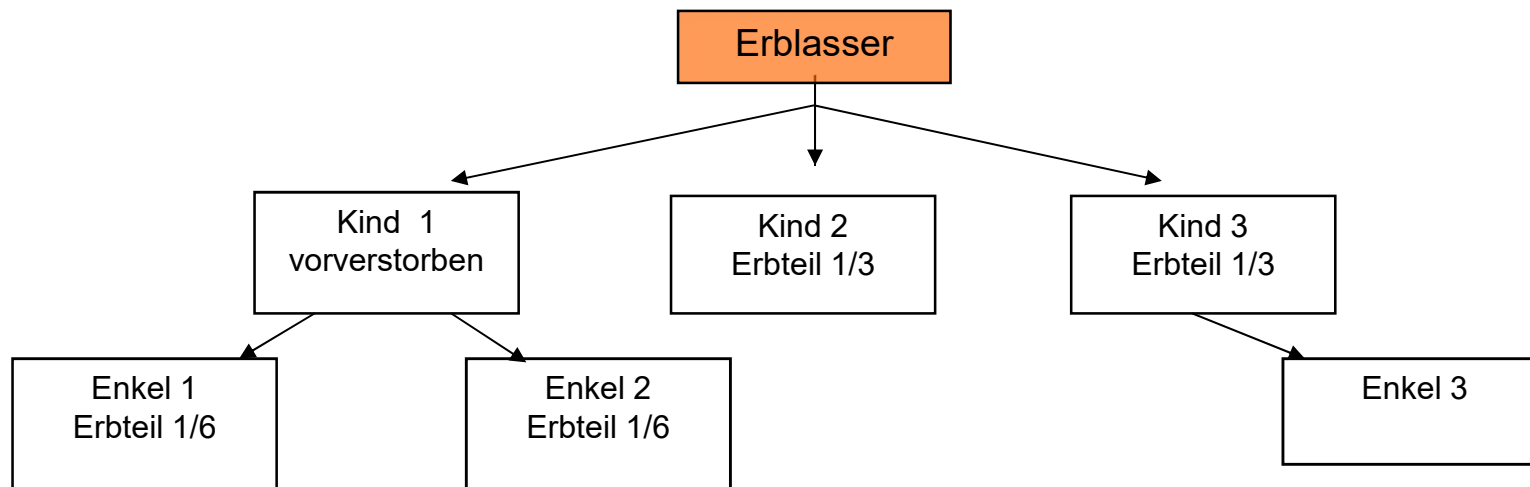 Erblasser
Kind 1
vorverstorben
Kind 2
Erbteil 1/3
Kind 3
Erbteil 1/3
Enkel 1
Erbteil 1/6
Enkel 2
Erbteil 1/6
Enkel 3